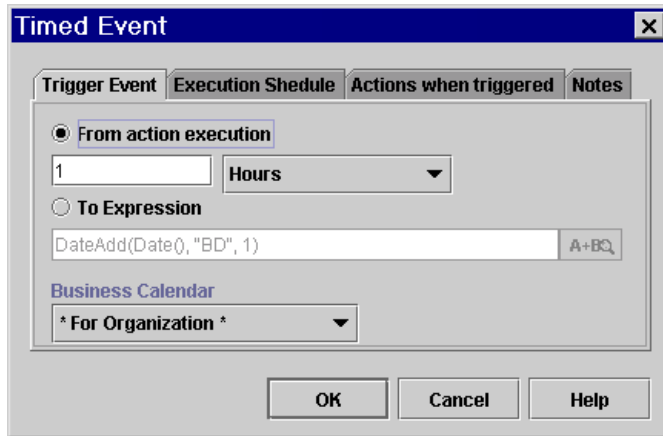 Timed Event
Trigger Event Execution Shedule Actions when triggered Notes
From action execution
1 Hours
To Expression
DateAdd(Date(), "BD", 1) A+B
Business Calendar
* For Organization *
OK Cancel Help